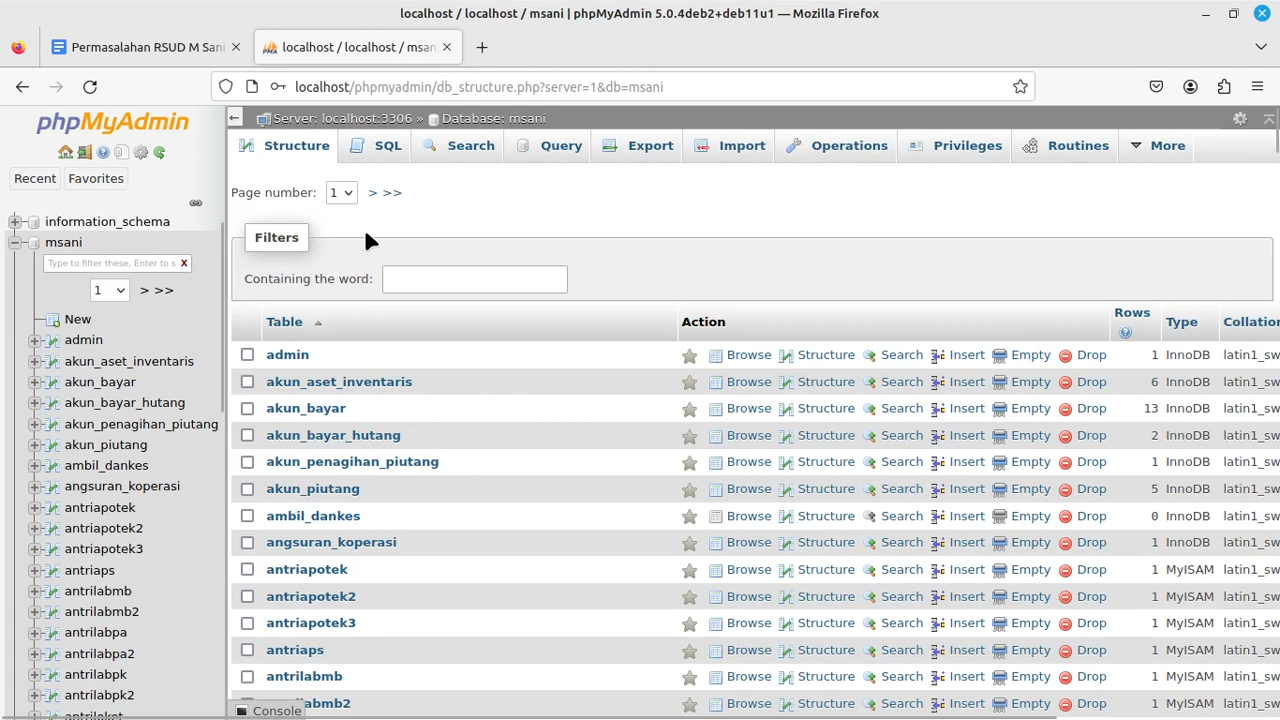 localhost / localhost / msani | phpMyAdmin 5.0.4deb2+deb11u1 — Mozilla Firefox
Permasalahan RSUD M Sani
localhost / localhost / msani
localhost/phpmyadmin/db_structure.php?server=1&db=msani
phpMyAdmin
Recent Favorites
information_schema
msani
Type to filter these, Enter to s X
1 > >>
New
admin
akun_aset_inventaris
akun_bayar
akun_bayar_hutang
akun_penagihan_piutang
akun_piutang
ambil_dankes
angsuran_koperasi
antriapotek
antriapotek2
antriapotek3
antriaps
antrilabmb
antrilabmb2
antrilabpa
antrilabpa2
antrilabpk
antrilabpk2
antriloket
Server: localhost:3306 » Database: msani
Structure SQL Search Query Export Import Operations Privileges Routines More
Page number: 1 > >>
Filters
Containing the word:
Table Action Rows Type Collation
admin Browse Structure Search Insert Empty Drop 1 InnoDB latin1_sw
akun_aset_inventaris Browse Structure Search Insert Empty Drop 6 InnoDB latin1_sw
akun_bayar Browse Structure Search Insert Empty Drop 13 InnoDB latin1_sw
akun_bayar_hutang Browse Structure Search Insert Empty Drop 2 InnoDB latin1_sw
akun_penagihan_piutang Browse Structure Search Insert Empty Drop 1 InnoDB latin1_sw
akun_piutang Browse Structure Search Insert Empty Drop 5 InnoDB latin1_sw
ambil_dankes Browse Structure Search Insert Empty Drop 0 InnoDB latin1_sw
angsuran_koperasi Browse Structure Search Insert Empty Drop 1 InnoDB latin1_sw
antriapotek Browse Structure Search Insert Empty Drop 1 MyISAM latin1_sw
antriapotek2 Browse Structure Search Insert Empty Drop 1 MyISAM latin1_sw
antriapotek3 Browse Structure Search Insert Empty Drop 1 MyISAM latin1_sw
antriaps Browse Structure Search Insert Empty Drop 1 MyISAM latin1_sw
antrilabmb Browse Structure Search Insert Empty Drop 1 MyISAM latin1_sw
abmb2 Browse Structure Search Insert Empty Drop 1 MyISAM latin1_sw
Console